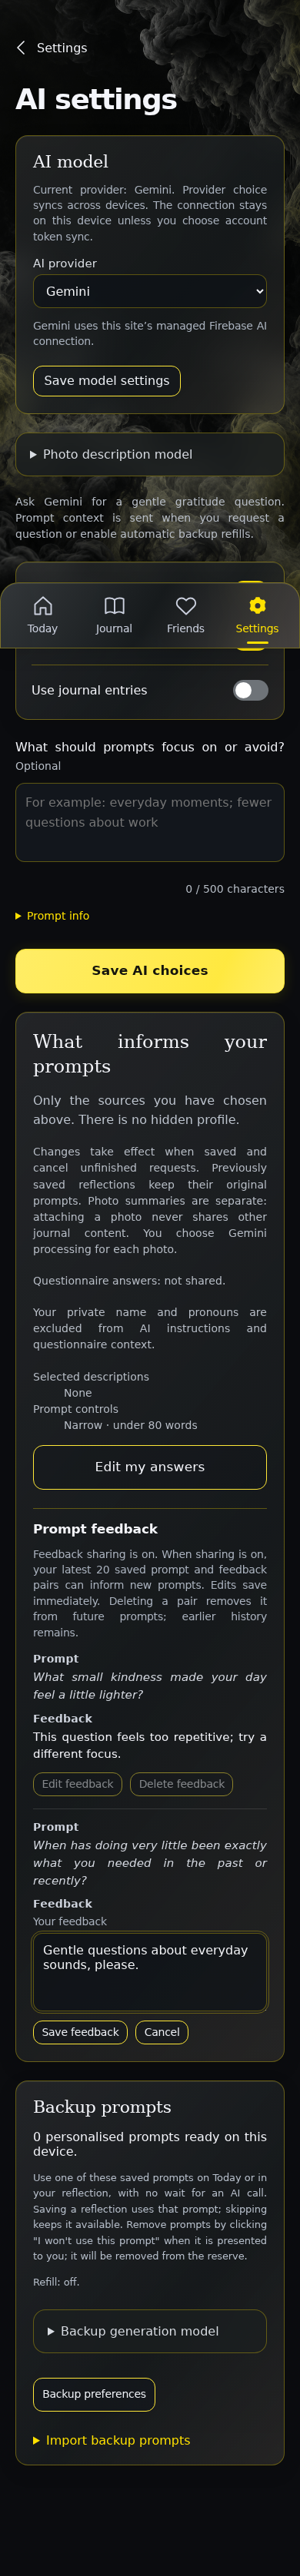 Settings
AI settings
AI model
Current provider: Gemini. Provider choice
syncs across devices. The connection stays
on this device unless you choose account
token sync.
AI provider
Gemini
Gemini uses this site's managed Firebase AI
connection.
Save model settings
Photo description model
Ask Gemini for a gentle gratitude question.
Prompt context is sent when you request a
question or enable automatic backup refills.
Today
Journal
Friends
Settings
Use journal entries
What should prompts focus on or avoid?
Optional
For example: everyday moments; fewer
questions about work
0 / 500 characters
Prompt info
Save AI choices
What informs your
prompts
Only the sources you have chosen
above. There is no hidden profile.
Changes take effect when saved and
cancel unfinished requests. Previously
saved reflections keep their original
prompts. Photo summaries are separate:
attaching a photo never shares other
journal content. You choose Gemini
processing for each photo.
Questionnaire answers: not shared.
Your private name and pronouns are
excluded from AI instructions and
questionnaire context.
Selected descriptions
None
Prompt controls
Narrow · under 80 words
Edit my answers
Prompt feedback
Feedback sharing is on. When sharing is on,
your latest 20 saved prompt and feedback
pairs can inform new prompts. Edits save
immediately. Deleting a pair removes it
from future prompts; earlier history
remains.
Prompt
What small kindness made your day
feel a little lighter?
Feedback
This question feels too repetitive; try a
different focus.
Edit feedback
Delete feedback
Prompt
When has doing very little been exactly
what you needed in the past or
recently?
Feedback
Your feedback
Gentle questions about everyday
sounds, please.
Save feedback
Cancel
Backup prompts
0 personalised prompts ready on this
device.
Use one of these saved prompts on Today or in
your reflection, with no wait for an AI call.
Saving a reflection uses that prompt; skipping
keeps it available. Remove prompts by clicking
"I won't use this prompt" when it is presented
to you; it will be removed from the reserve.
Refill: off.
Backup generation model
Backup preferences
Import backup prompts